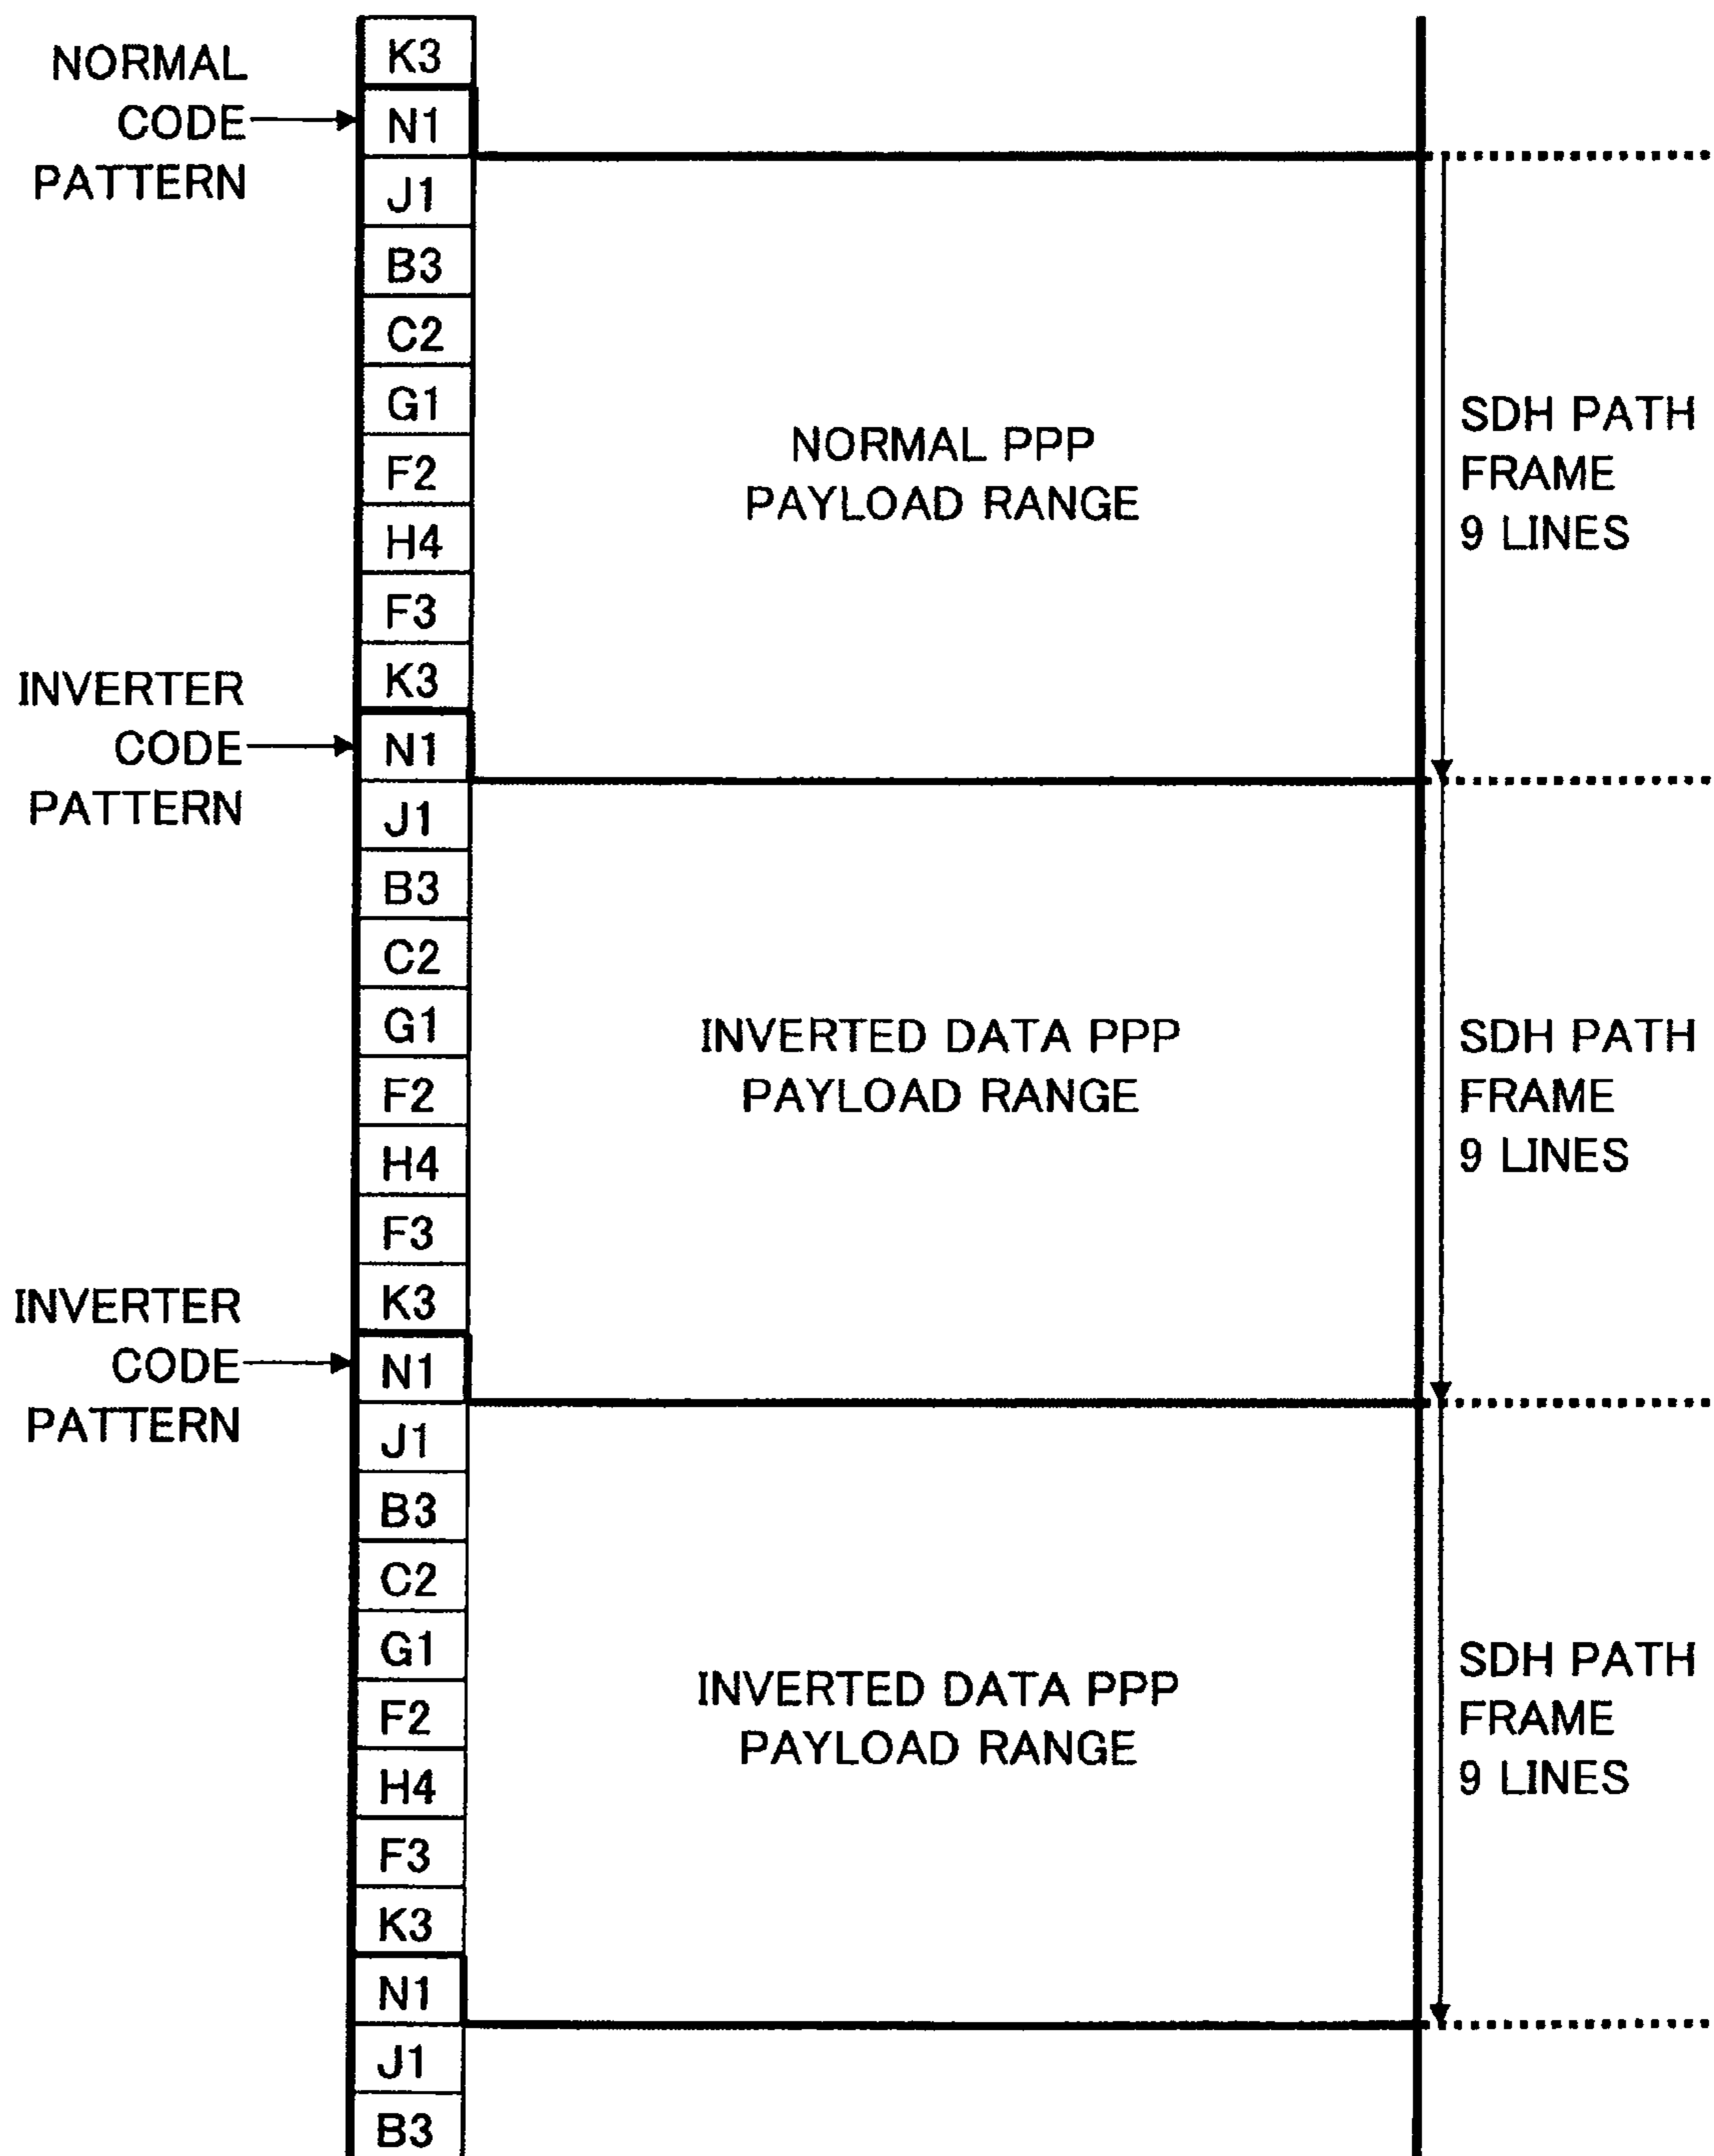 K3
NORMAL
CODE
PATTERN
N1
J1
B3
C2
G1
F2
H4
F3
K3
NORMAL PPP
PAYLOAD RANGE
SDH PATH
FRAME
9 LINES
INVERTER
CODE
PATTERN
N1
J1
B3
C2
G1
F2
H4
F3
K3
INVERTED DATA PPP
PAYLOAD RANGE
SDH PATH
FRAME
9 LINES
INVERTER
CODE
PATTERN
N1
J1
B3
C2
G1
F2
H4
F3
K3
N1
J1
B3
INVERTED DATA PPP
PAYLOAD RANGE
SDH PATH
FRAME
9 LINES